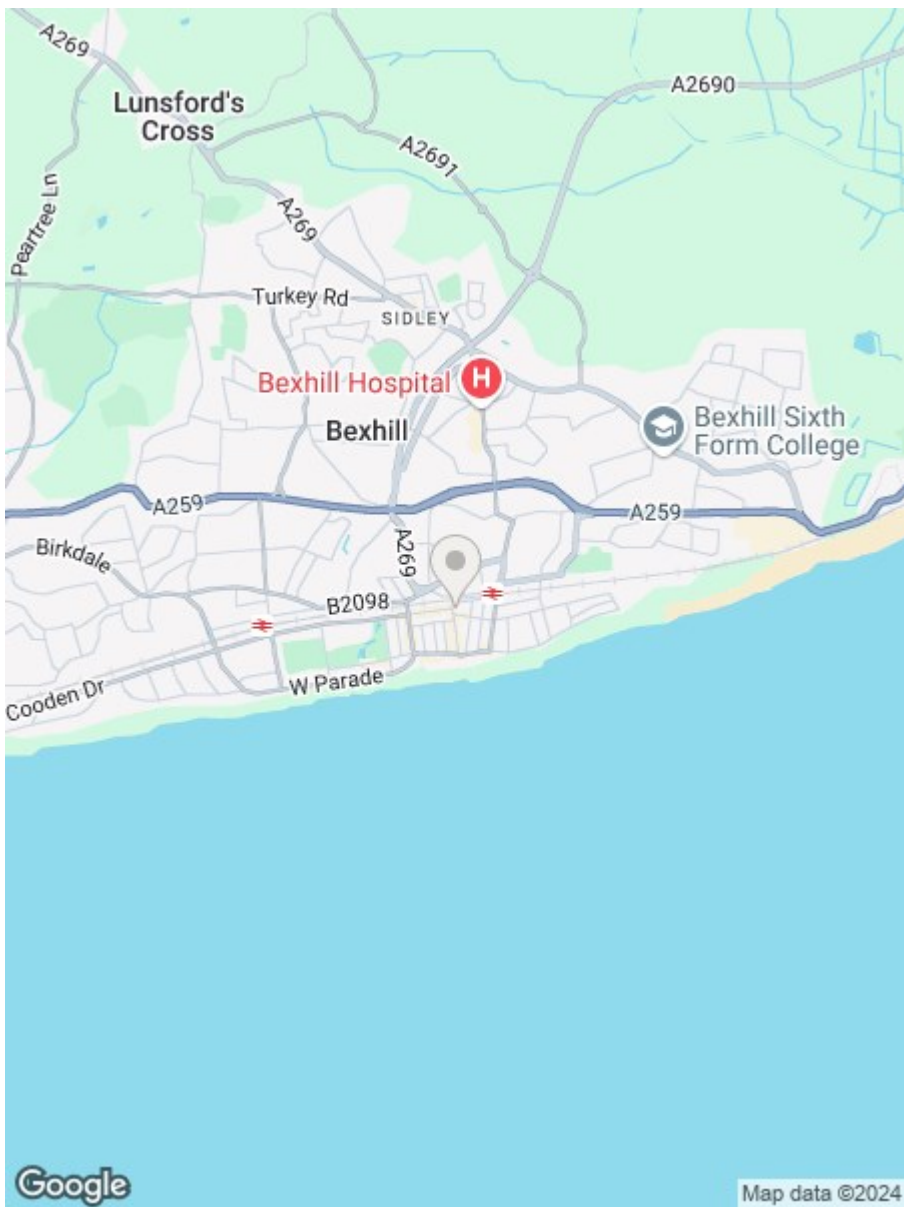 A269
A2690
Lunsford's
Cross
A2691
Peartree Ln
A269
Turkey Rd
SIDLEY
Bexhill Hospital
H
Bexhill
Bexhill Sixth
Form College
A259
A259
Birkdale
A269
B2098
W Parade
Cooden Dr
Google
Map data ©2024